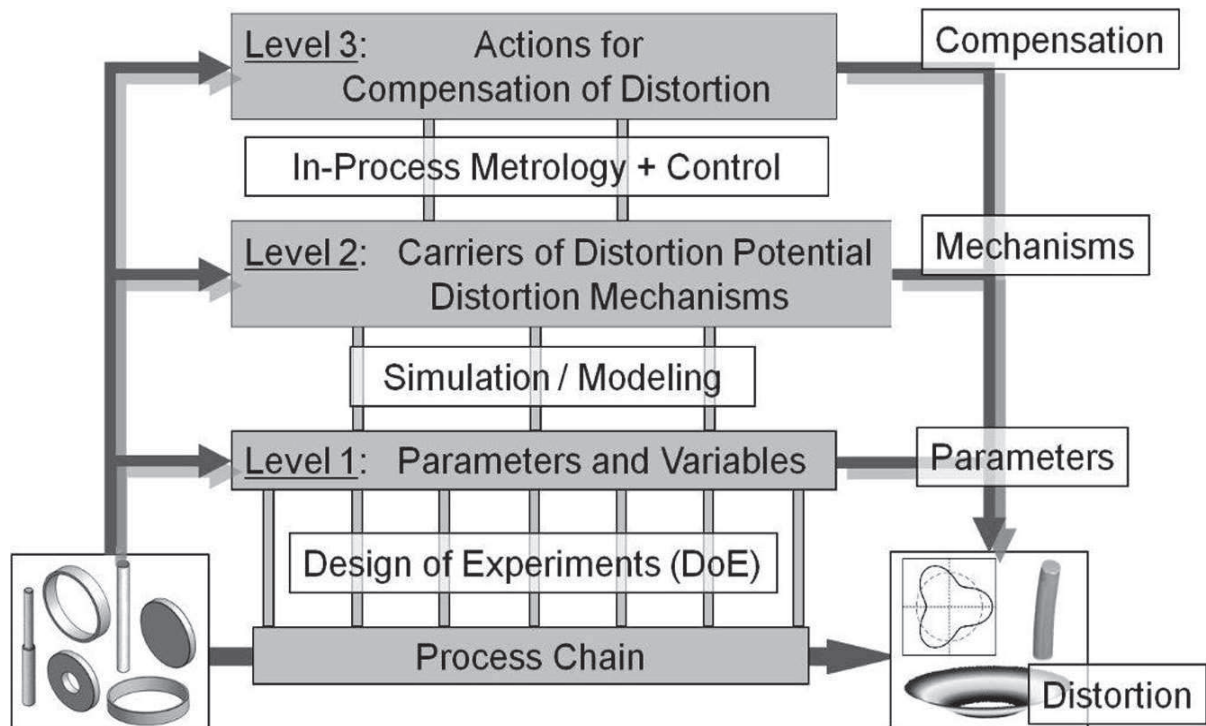 Level 3: Actions for
Compensation of Distortion
Compensation
In-Process Metrology + Control
Level 2: Carriers of Distortion Potential
Distortion Mechanisms
Mechanisms
Simulation / Modeling
Level 1: Parameters and Variables
Parameters
Design of Experiments (DoE)
Process Chain
Distortion